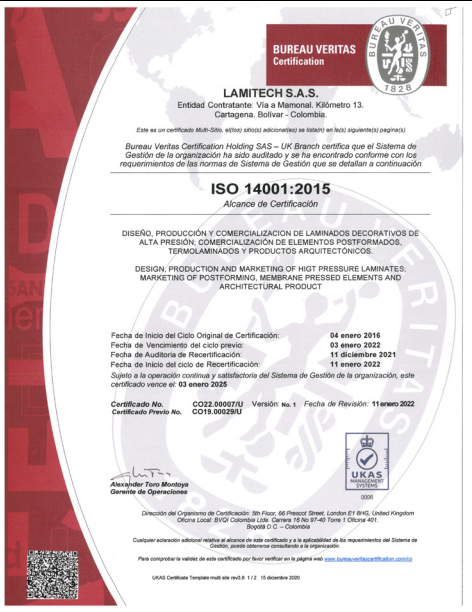 BUREAU VERITAS
Certification
BUREAU VERITAS
1828
LAMITECH S.A.S.
Entidad Contratante: Vía a Mamonal. Kilómetro 13.
Cartagena. Bolívar - Colombia.
Este es un certificado Multi-Sitio, el(los) sitio(s) adicional(es) se lista(n) en la(s) siguiente(s) pagina(s)
Bureau Veritas Certification Holding SAS – UK Branch certifica que el Sistema de
Gestión de la organización ha sido auditado y se ha encontrado conforme con los
requerimientos de las normas de Sistema de Gestión que se detallan a continuación
ISO 14001:2015
Alcance de Certificación
DISEÑO, PRODUCCIÓN Y COMERCIALIZACION DE LAMINADOS DECORATIVOS DE
ALTA PRESIÓN; COMERCIALIZACIÓN DE ELEMENTOS POSTFORMADOS,
TERMOLAMINADOS Y PRODUCTOS ARQUITECTÓNICOS.
DESIGN, PRODUCTION AND MARKETING OF HIGT PRESSURE LAMINATES;
MARKETING OF POSTFORMING, MEMBRANE PRESSED ELEMENTS AND
ARCHITECTURAL PRODUCT
Fecha de Inicio del Ciclo Original de Certificación: 04 enero 2016
Fecha de Vencimiento del ciclo previo: 03 enero 2022
Fecha de Auditoria de Recertificación: 11 diciembre 2021
Fecha de Inicio del ciclo de Recertificación: 11 enero 2022
Sujeto a la operación continua y satisfactoria del Sistema de Gestión de la organización, este
certificado vence el: 03 enero 2025
Certificado No. CO22.00007/U Versión: No. 1 Fecha de Revisión: 11 enero 2022
Certificado Previo No. CO19.00029/U
Alexander Toro Montoya
Gerente de Operaciones
UKAS
MANAGEMENT
SYSTEMS
0008
Dirección del Organismo de Certificación: 5th Floor, 66 Prescot Street, London E1 8HG, United Kingdom
Oficina Local: BVQI Colombia Ltda. Carrera 16 No 97-40 Torre 1 Oficina 401.
Bogotá D.C. – Colombia
Cualquier aclaración adicional relativa al alcance de este certificado y a la aplicabilidad de los requerimientos del Sistema de
Gestión, puede obtenerse consultando a la organización.
Para comprobar la validez de este certificado por favor verificar en la página web www.bureauveritascertification.com/co
UKAS Certificate Template multi site rev3.8 1 / 2 15 diciembre 2020